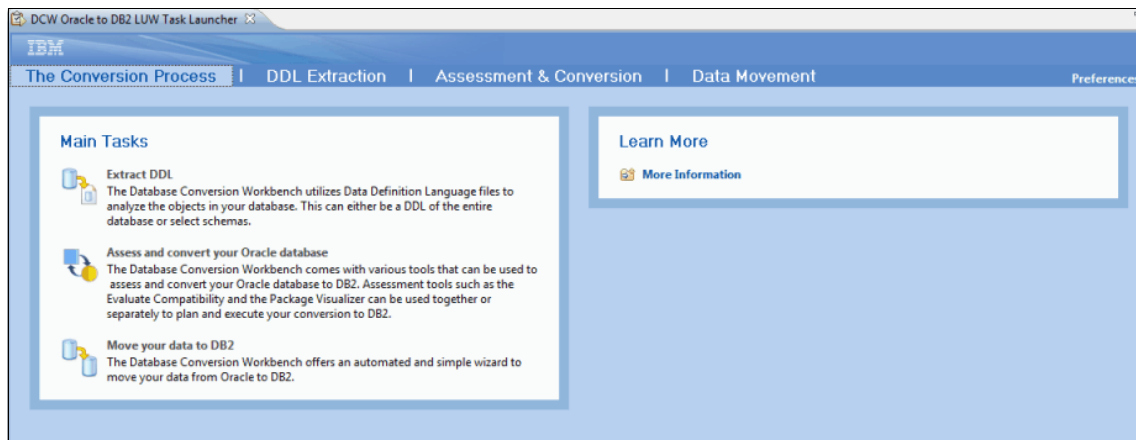 DCW Oracle to DB2 LUW Task Launcher
IBM
The Conversion Process | DDL Extraction | Assessment & Conversion | Data Movement
Preferences
Main Tasks
Extract DDL
The Database Conversion Workbench utilizes Data Definition Language files to
analyze the objects in your database. This can either be a DDL of the entire
database or select schemas.
Assess and convert your Oracle database
The Database Conversion Workbench comes with various tools that can be used to
assess and convert your Oracle database to DB2. Assessment tools such as the
Evaluate Compatibility and the Package Visualizer can be used together or
separately to plan and execute your conversion to DB2.
Move your data to DB2
The Database Conversion Workbench offers an automated and simple wizard to
move your data from Oracle to DB2.
Learn More
More Information